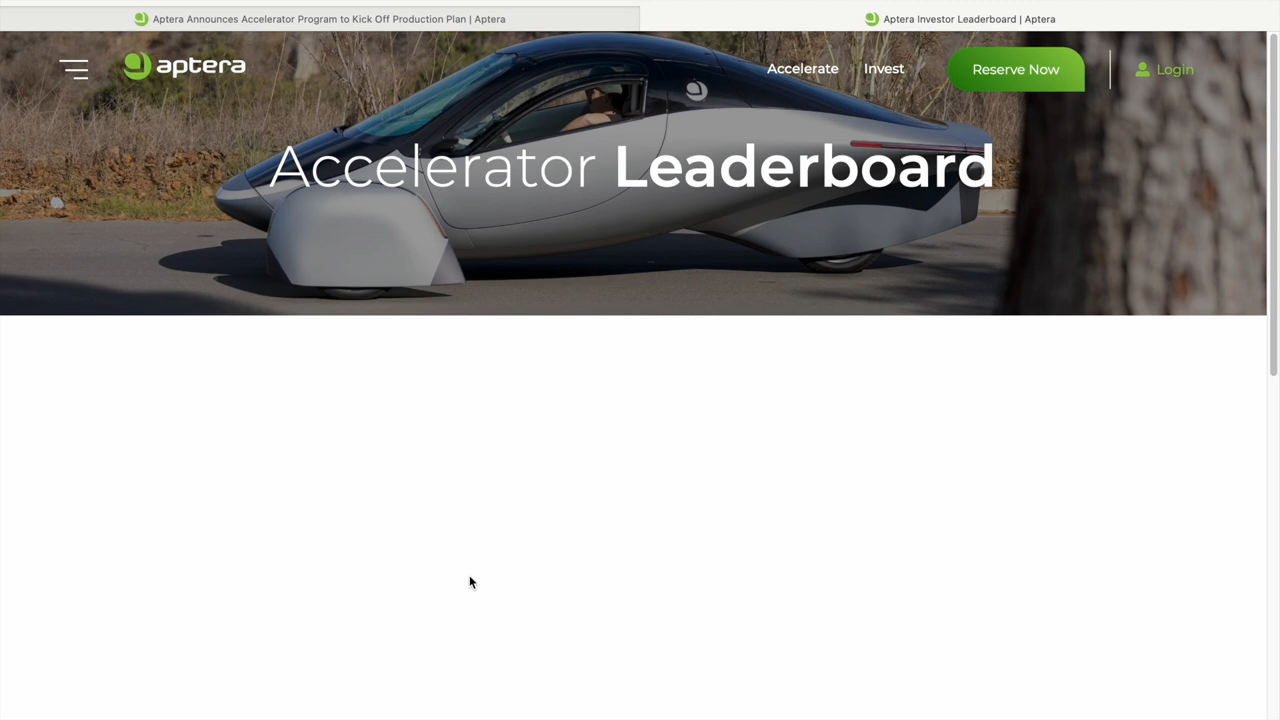 Aptera Announces Accelerator Program to Kick Off Production Plan | Aptera
Aptera Investor Leaderboard | Aptera
aptera
Accelerate
Invest
Reserve Now
Login
Accelerator Leaderboard